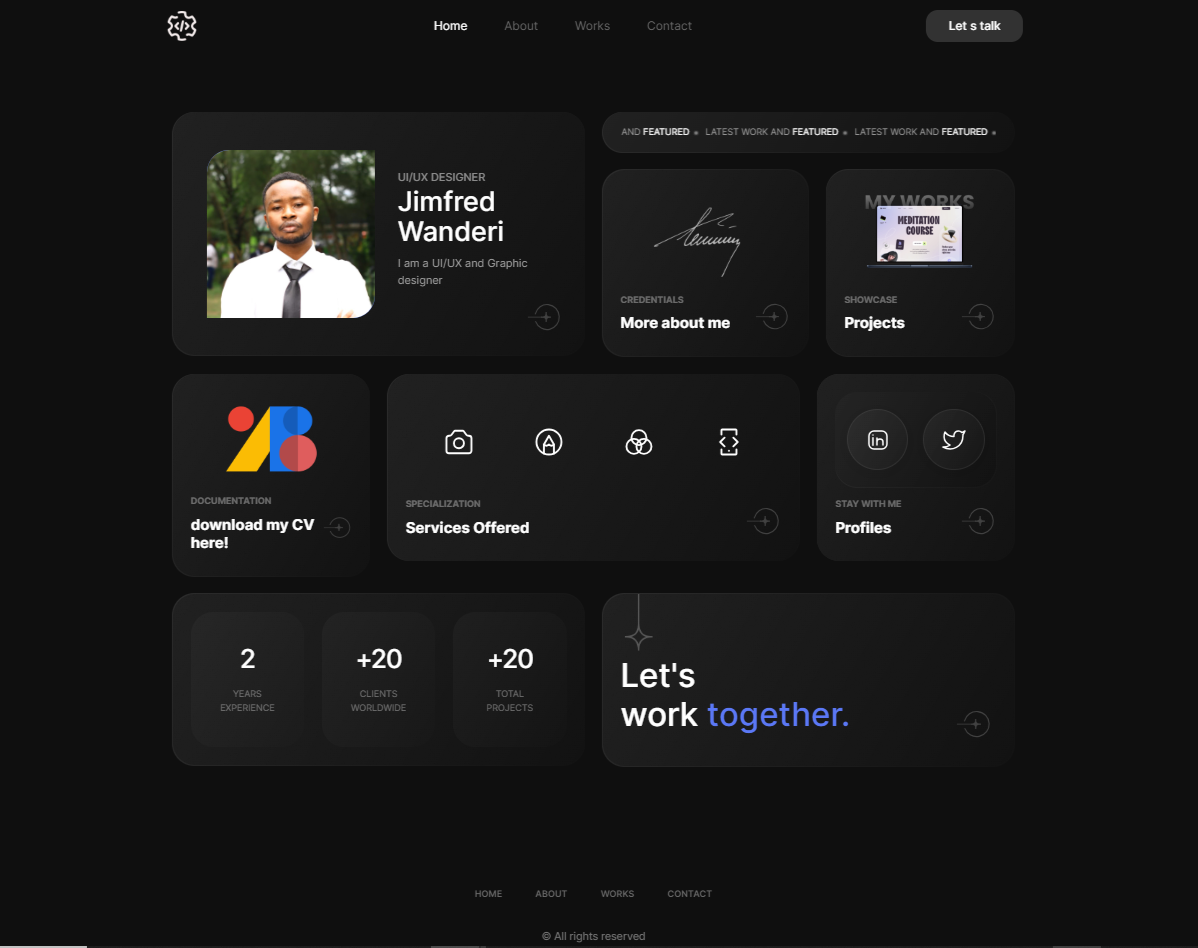 Home About Works Contact
Let s talk
UI/UX DESIGNER
Jimfred
Wanderi
I am a UI/UX and Graphic
designer
AND FEATURED LATEST WORK AND FEATURED LATEST WORK AND FEATURED
CREDENTIALS
More about me
MY WORKS
MEDITATION
COURSE
SHOWCASE
Projects
DOCUMENTATION
download my CV
here!
SPECIALIZATION
Services Offered
STAY WITH ME
Profiles
2
YEARS
EXPERIENCE
+20
CLIENTS
WORLDWIDE
+20
TOTAL
PROJECTS
Let's
work together.
HOME ABOUT WORKS CONTACT
© All rights reserved